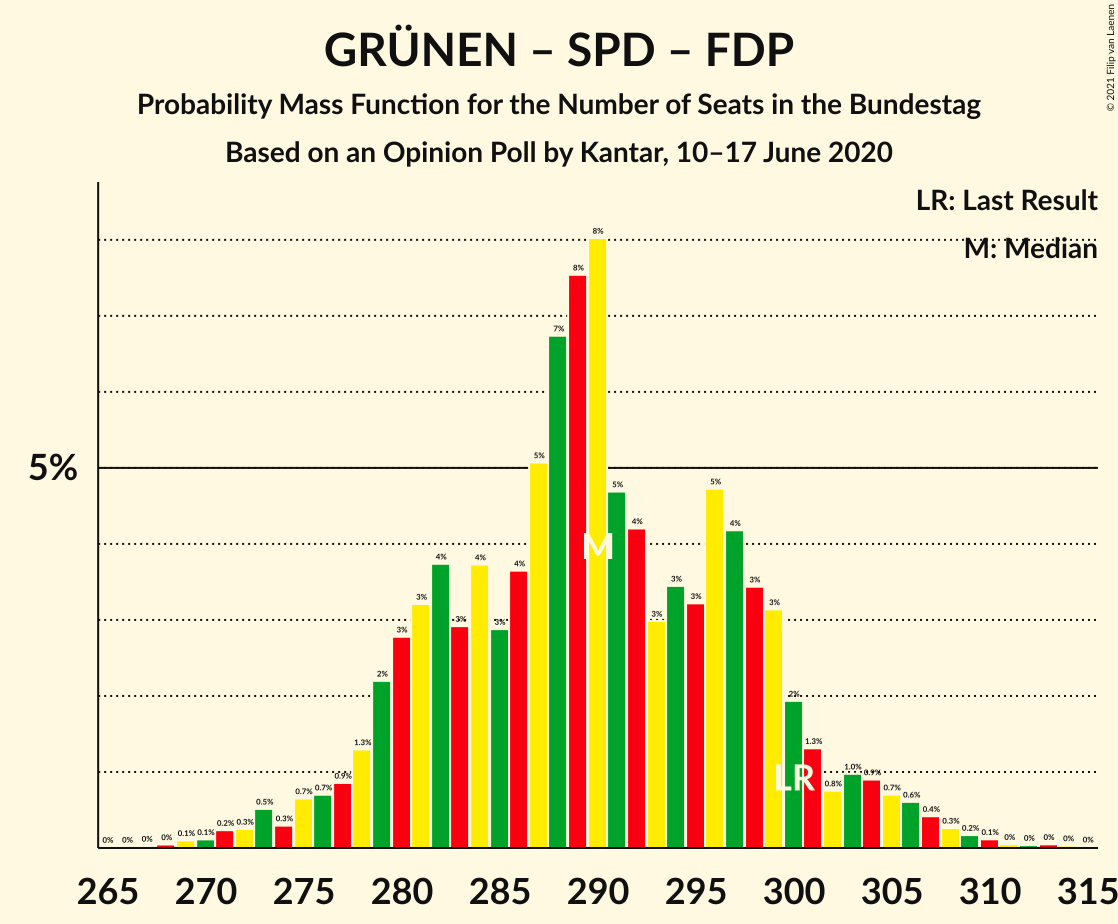 GRÜNEN – SPD – FDP
Probability Mass Function for the Number of Seats in the Bundestag
Based on an Opinion Poll by Kantar, 10–17 June 2020
© 2021 Filip van Laenen
LR: Last Result
M: Median
5%
0% 0% 0% 0% 0.1% 0.1% 0.2% 0.3% 0.5% 0.3% 0.7% 0.7% 0.9% 1.3% 2% 3% 3% 4% 3% 4% 3% 4% 5% 7% 8% 8% 5% 4% 3% 3% 3% 5% 4% 3% 3% 2% 1.3% 0.8% 1.0% 0.9% 0.7% 0.6% 0.4% 0.3% 0.2% 0.1% 0% 0% 0% 0% 0%
M
LR
265 270 275 280 285 290 295 300 305 310 315